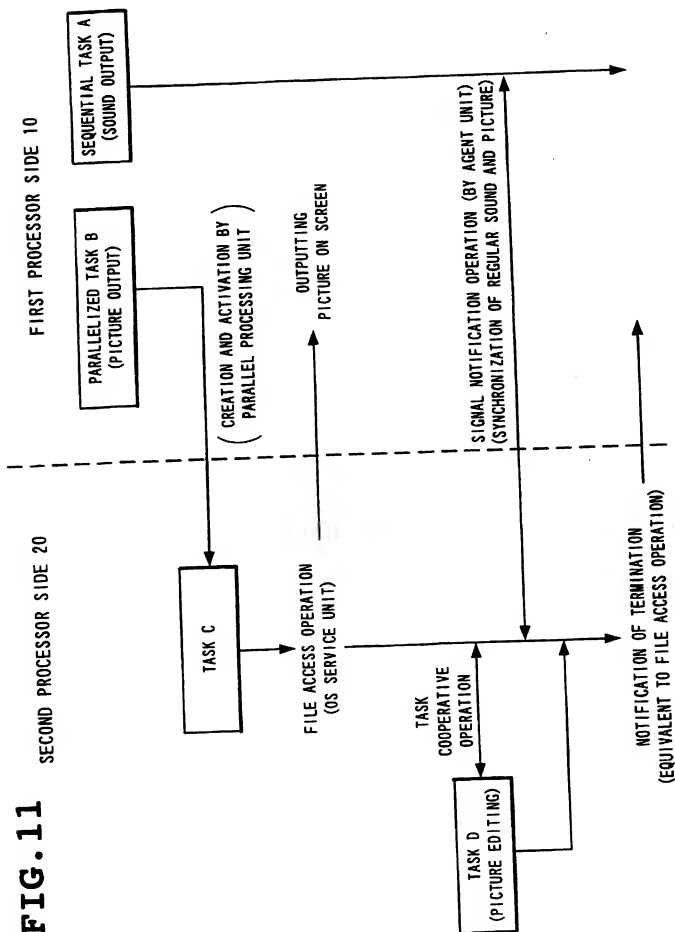 FIG.11
SECOND PROCESSOR SIDE 20
FIRST PROCESSOR SIDE 10
SEQUENTIAL TASK A
(SOUND OUTPUT)
PARALLELIZED TASK B
(PICTURE OUTPUT)
(CREATION AND ACTIVATION BY
PARALLEL PROCESSING UNIT)
TASK C
FILE ACCESS OPERATION
(OS SERVICE UNIT)
OUTPUTTING
PICTURE ON SCREEN
TASK
COOPERATIVE
OPERATION
TASK D
(PICTURE EDITING)
SIGNAL NOTIFICATION OPERATION (BY AGENT UNIT)
(SYNCHRONIZATION OF REGULAR SOUND AND PICTURE)
NOTIFICATION OF TERMINATION
(EQUIVALENT TO FILE ACCESS OPERATION)